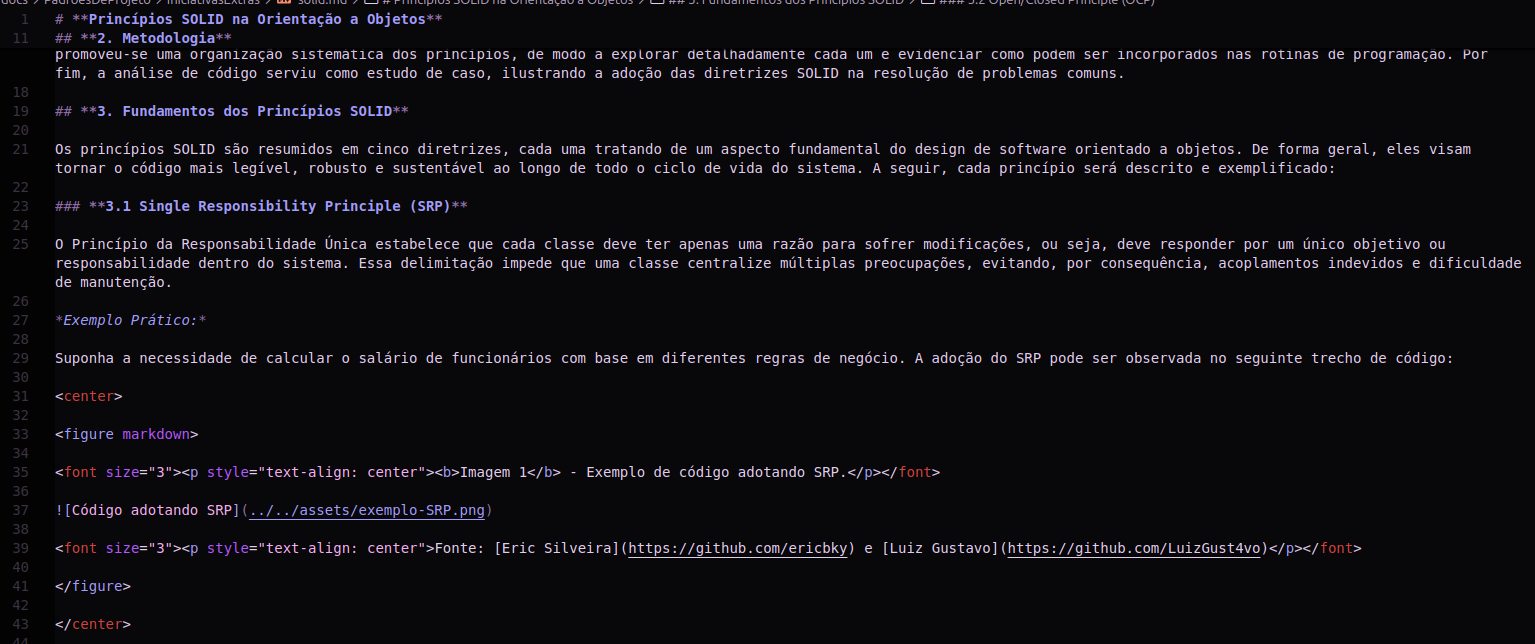 docs > PadroesDeProjeto > IniciativasExtras > solid.md > # Princípios SOLID na Orientação a Objetos > ## 3. Fundamentos dos Princípios SOLID > ### 3.2 Open/Closed Principle (OCP)
1 # **Princípios SOLID na Orientação a Objetos**
11 ## **2. Metodologia**
promoveu-se uma organização sistemática dos princípios, de modo a explorar detalhadamente cada um e evidenciar como podem ser incorporados nas rotinas de programação. Por
fim, a análise de código serviu como estudo de caso, ilustrando a adoção das diretrizes SOLID na resolução de problemas comuns.
18
19 ## **3. Fundamentos dos Princípios SOLID**
20
21 Os princípios SOLID são resumidos em cinco diretrizes, cada uma tratando de um aspecto fundamental do design de software orientado a objetos. De forma geral, eles visam
tornar o código mais legível, robusto e sustentável ao longo de todo o ciclo de vida do sistema. A seguir, cada princípio será descrito e exemplificado:
22
23 ### **3.1 Single Responsibility Principle (SRP)**
24
25 O Princípio da Responsabilidade Única estabelece que cada classe deve ter apenas uma razão para sofrer modificações, ou seja, deve responder por um único objetivo ou
responsabilidade dentro do sistema. Essa delimitação impede que uma classe centralize múltiplas preocupações, evitando, por consequência, acoplamentos indevidos e dificuldade
de manutenção.
26
27 *Exemplo Prático:*
28
29 Suponha a necessidade de calcular o salário de funcionários com base em diferentes regras de negócio. A adoção do SRP pode ser observada no seguinte trecho de código:
30
31 <center>
32
33 <figure markdown>
34
35 <font size="3"><p style="text-align: center"><b>Imagem 1</b> - Exemplo de código adotando SRP.</p></font>
36
37 ![Código adotando SRP](../../assets/exemplo-SRP.png)
38
39 <font size="3"><p style="text-align: center">Fonte: [Eric Silveira](https://github.com/ericbky) e [Luiz Gustavo](https://github.com/LuizGust4vo)</p></font>
40
41 </figure>
42
43 </center>
44